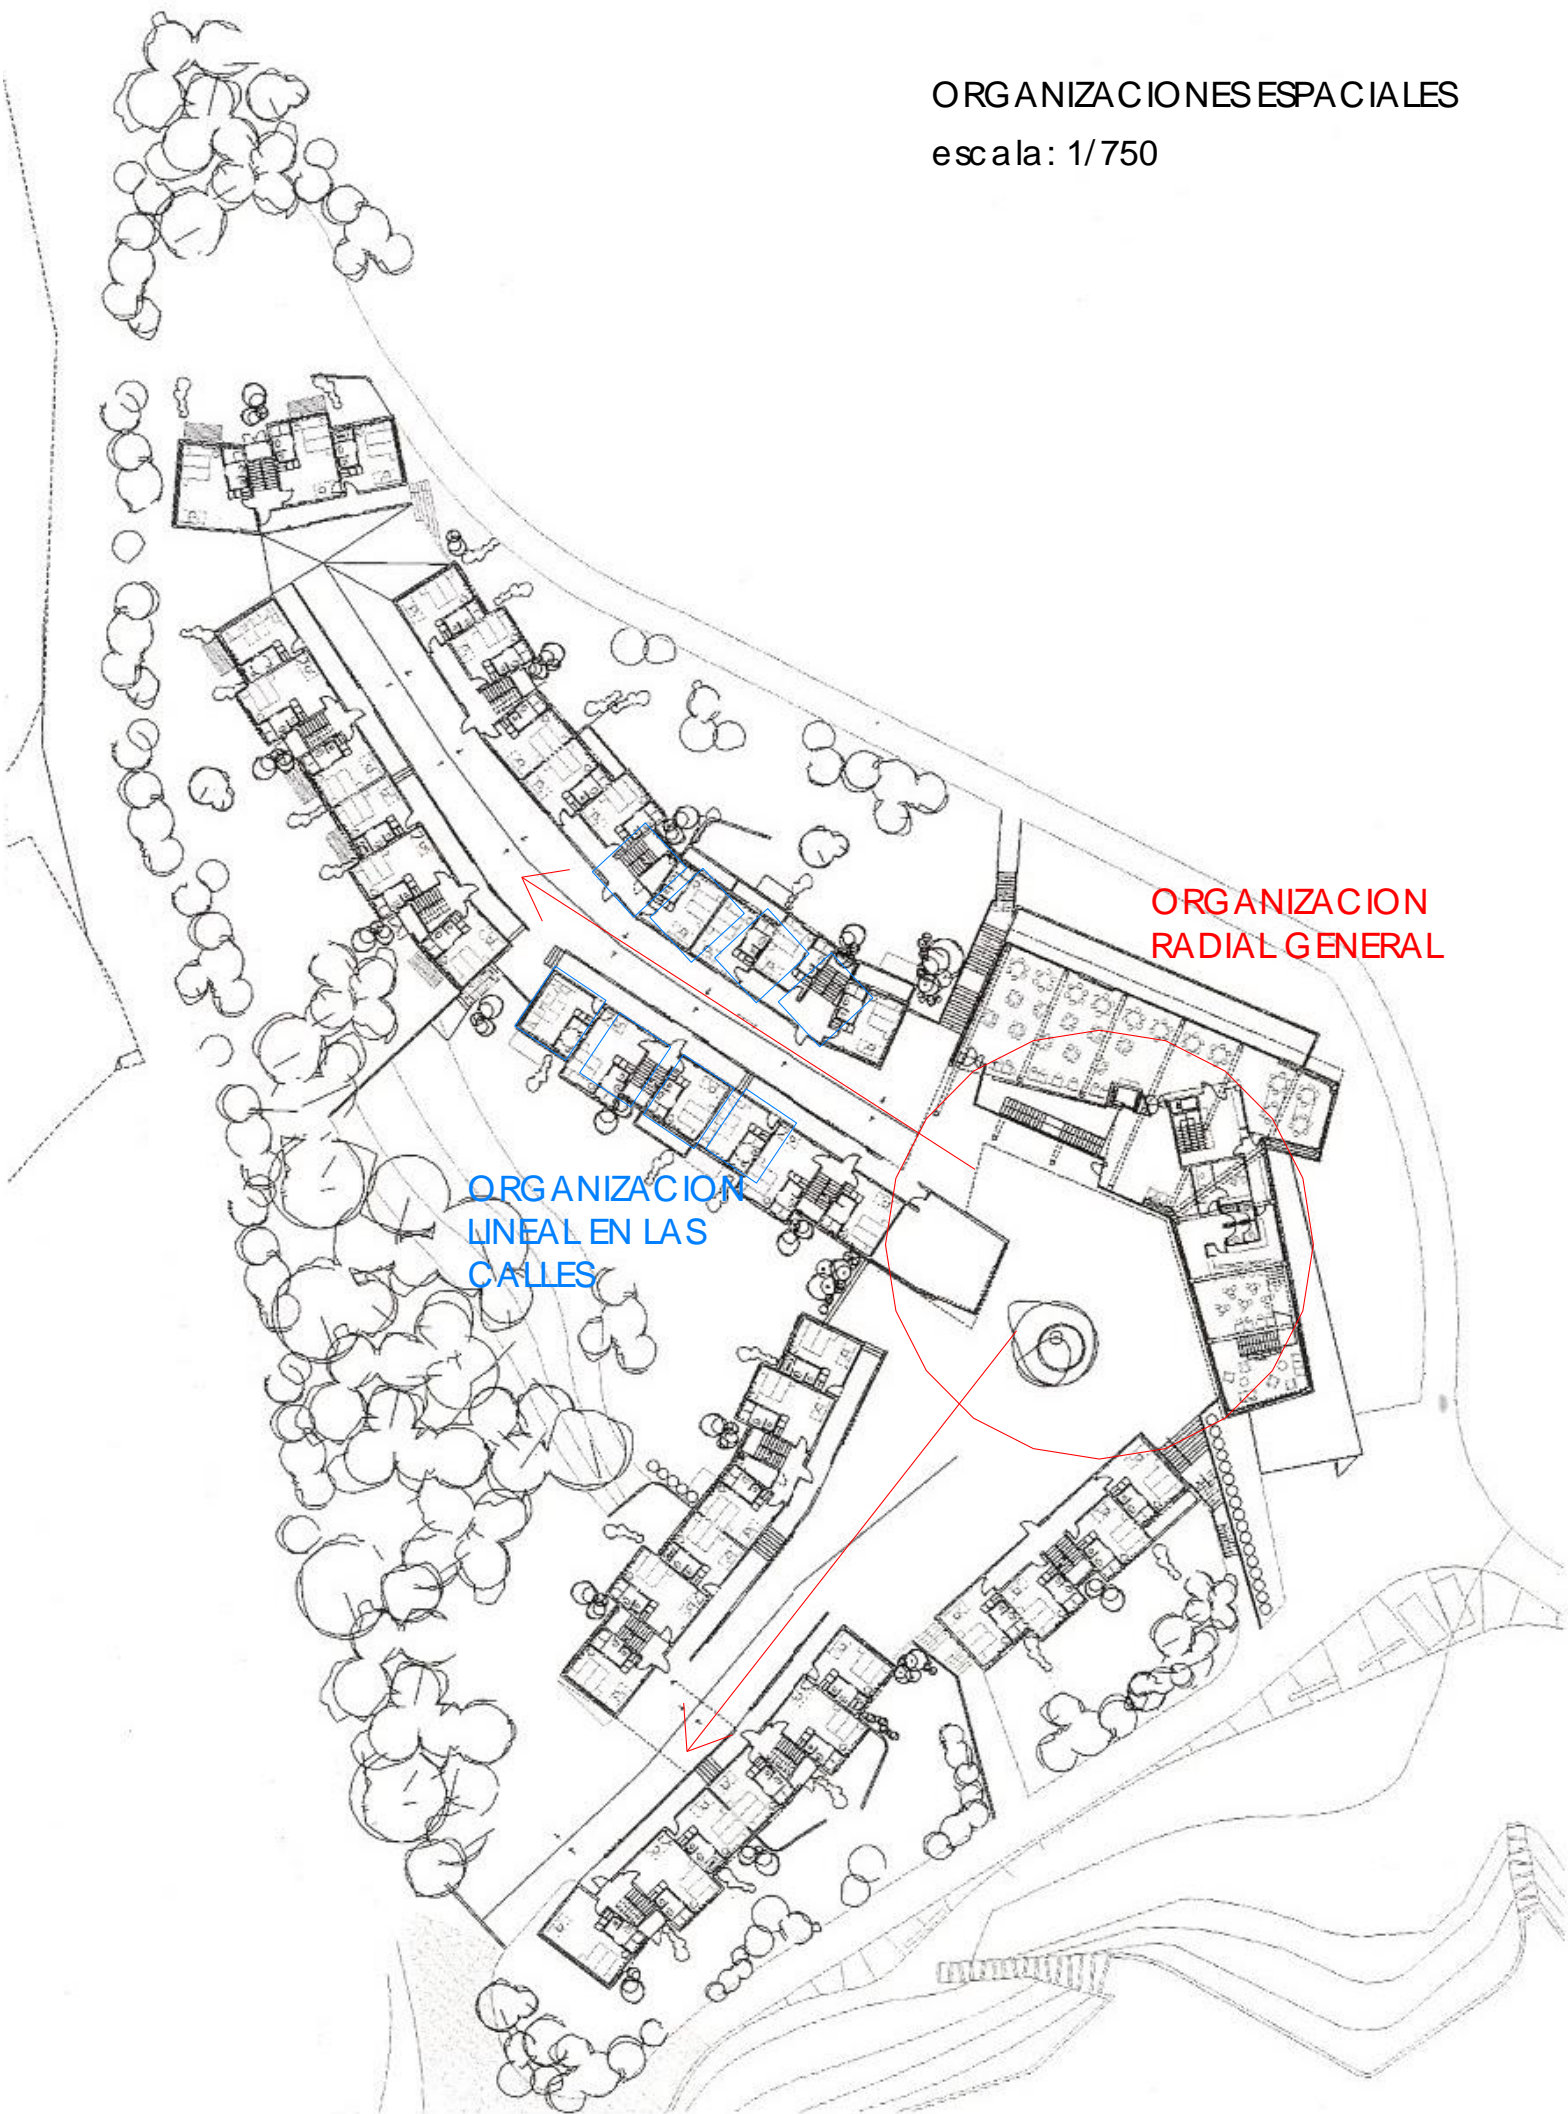 ORGANIZACIONES ESPACIALES
escala: 1/750
ORGANIZACION
RADIAL GENERAL
ORGANIZACION
LINEAL EN LAS
CALLES